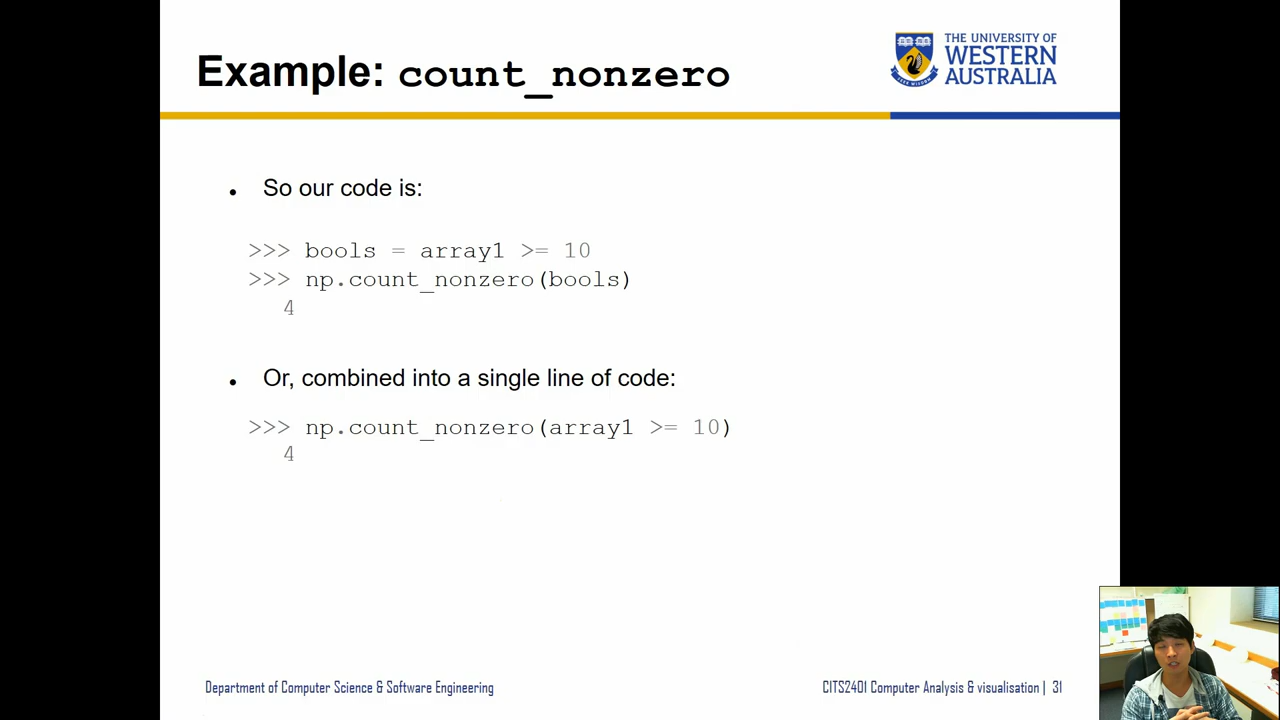 Example: count_nonzero
THE UNIVERSITY OF
WESTERN
AUSTRALIA
• So our code is:
>>> bools = array1 >= 10
>>> np.count_nonzero(bools)
4
• Or, combined into a single line of code:
>>> np.count_nonzero(array1 >= 10)
4
Department of Computer Science & Software Engineering
CITS2401 Computer Analysis & visualisation | 31